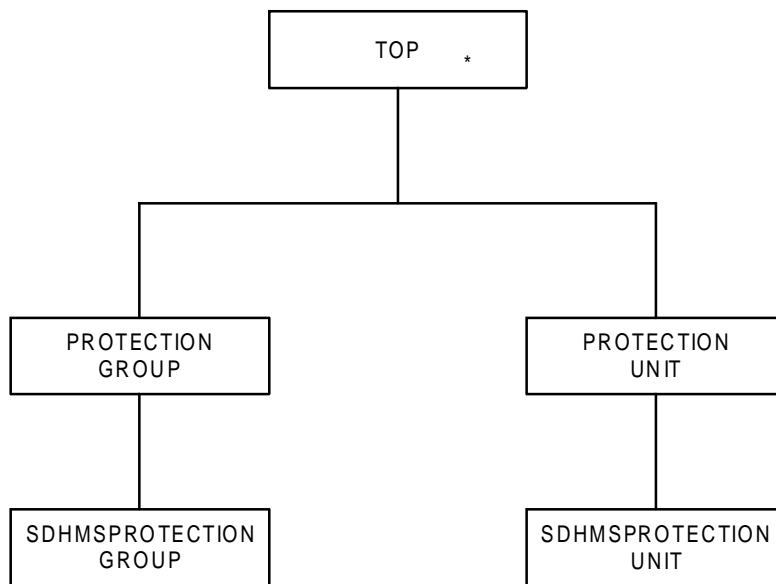 TOP *
PROTECTION
GROUP
PROTECTION
UNIT
SDHMSPROTECTION
GROUP
SDHMSPROTECTION
UNIT